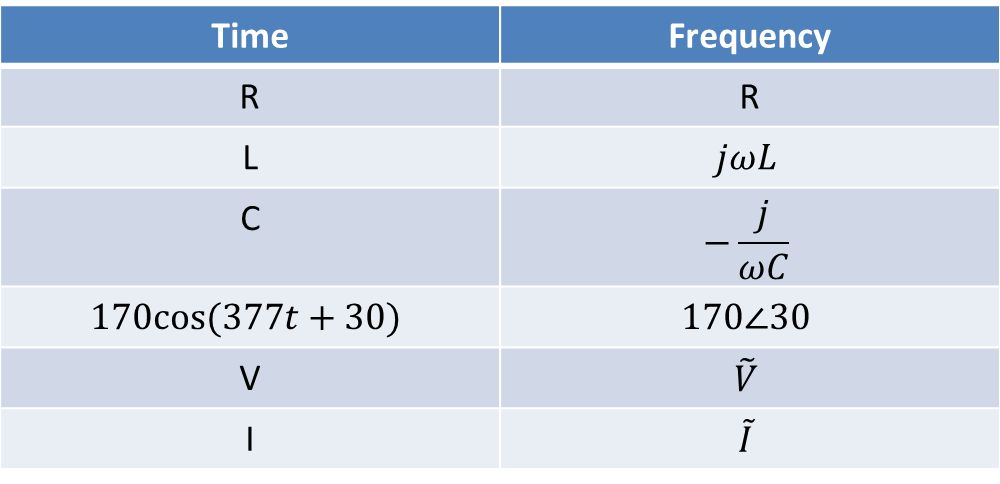 Time Frequency
R R
L jωL
C −j/ωC
170cos(377t + 30) 170∠30
V Ṽ
I Ĩ